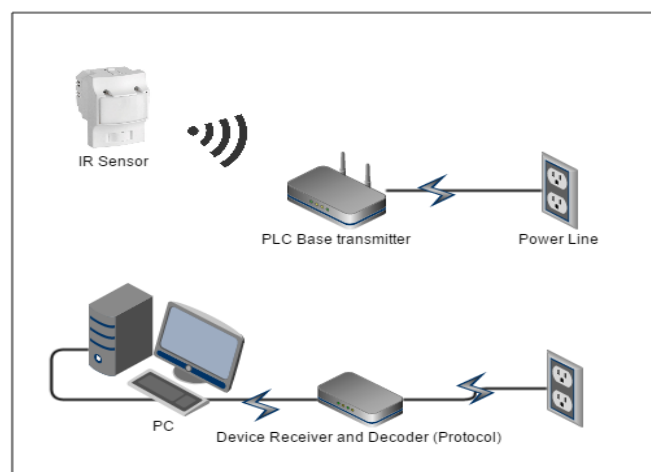 IR Sensor
PLC Base transmitter
Power Line
PC
Device Receiver and Decoder (Protocol)